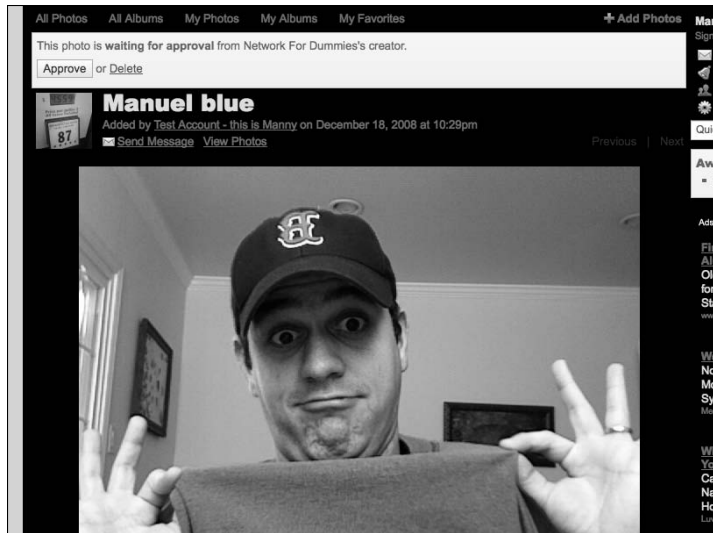 All Photos All Albums My Photos My Albums My Favorites + Add Photos
This photo is waiting for approval from Network For Dummies's creator.
Approve or Delete
Manuel blue
Added by Test Account - this is Manny on December 18, 2008 at 10:29pm
Send Message View Photos
Previous | Next
87
B